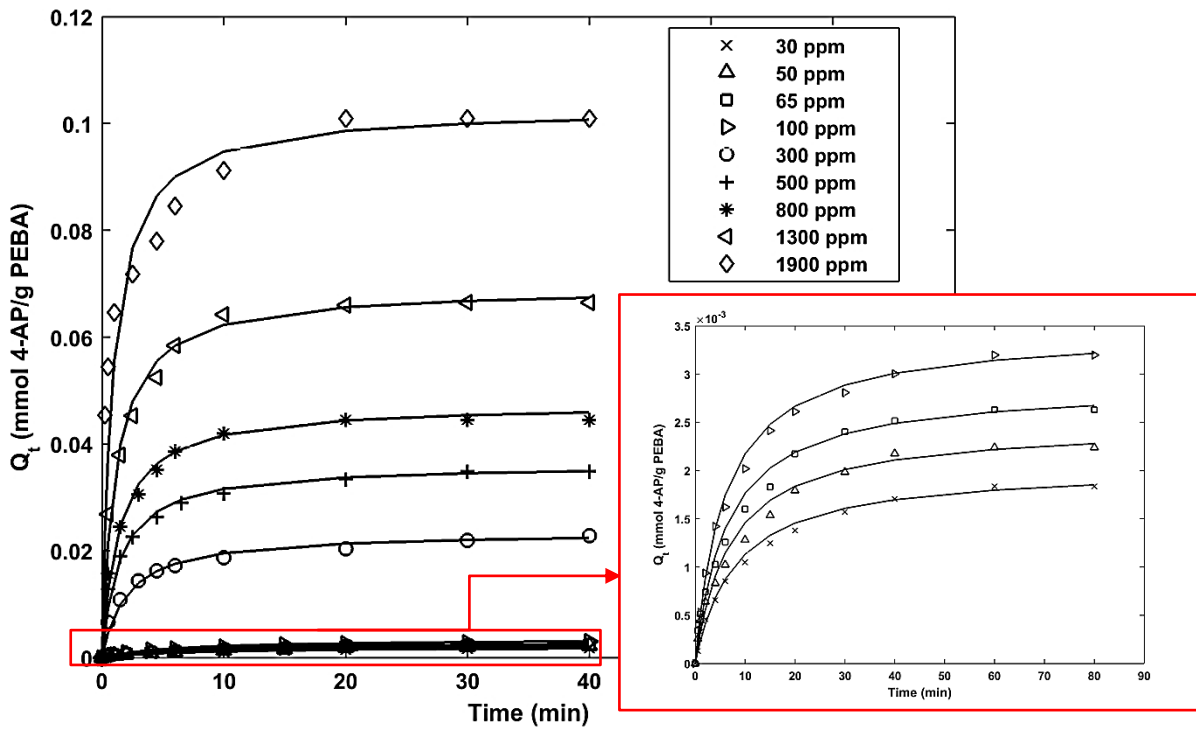 0.12
0.1
0.08
0.06
0.04
0.02
0
Q_t (mmol 4-AP/g PEBA)
0
10
20
30
40
Time (min)
30 ppm
50 ppm
65 ppm
100 ppm
300 ppm
500 ppm
800 ppm
1300 ppm
1900 ppm
×10⁻³
3.5
3
2.5
2
1.5
1
0.5
0
Q_t (mmol 4-AP/g PEBA)
0
10
20
30
40
50
60
70
80
90
Time (min)